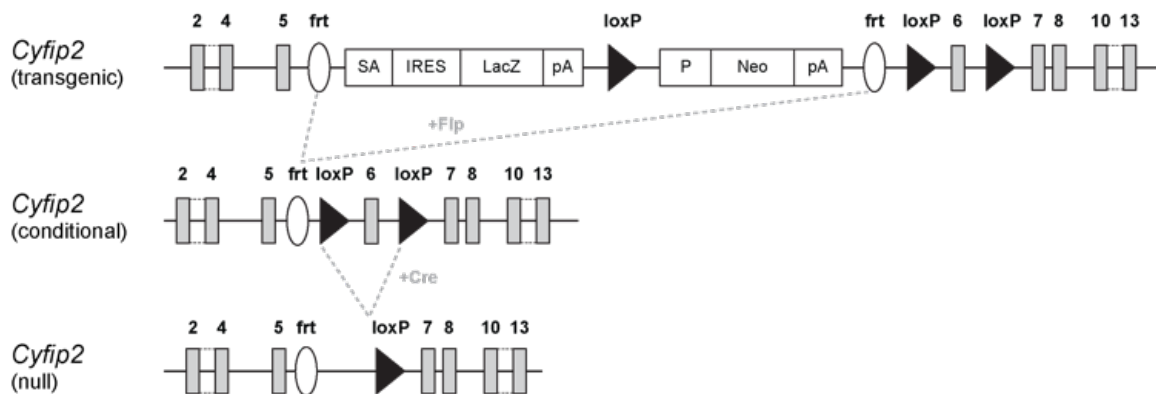 2 4 5 frt loxP frt loxP 6 loxP 7 8 10 13
Cyfip2
(transgenic)
SA IRES LacZ pA P Neo pA
+Flp
2 4 5 frt loxP 6 loxP 7 8 10 13
Cyfip2
(conditional)
+Cre
2 4 5 frt loxP 7 8 10 13
Cyfip2
(null)